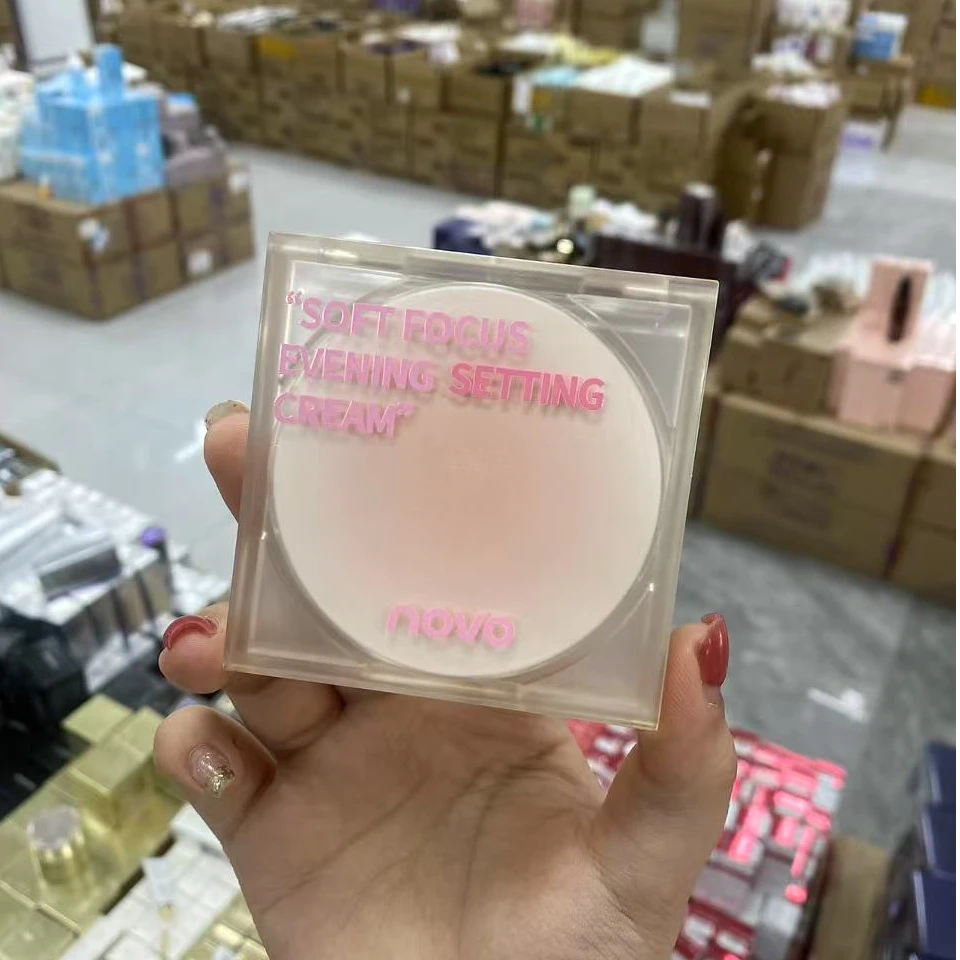 “SOFT FOCUS
EVENING SETTING
CREAM”
novo